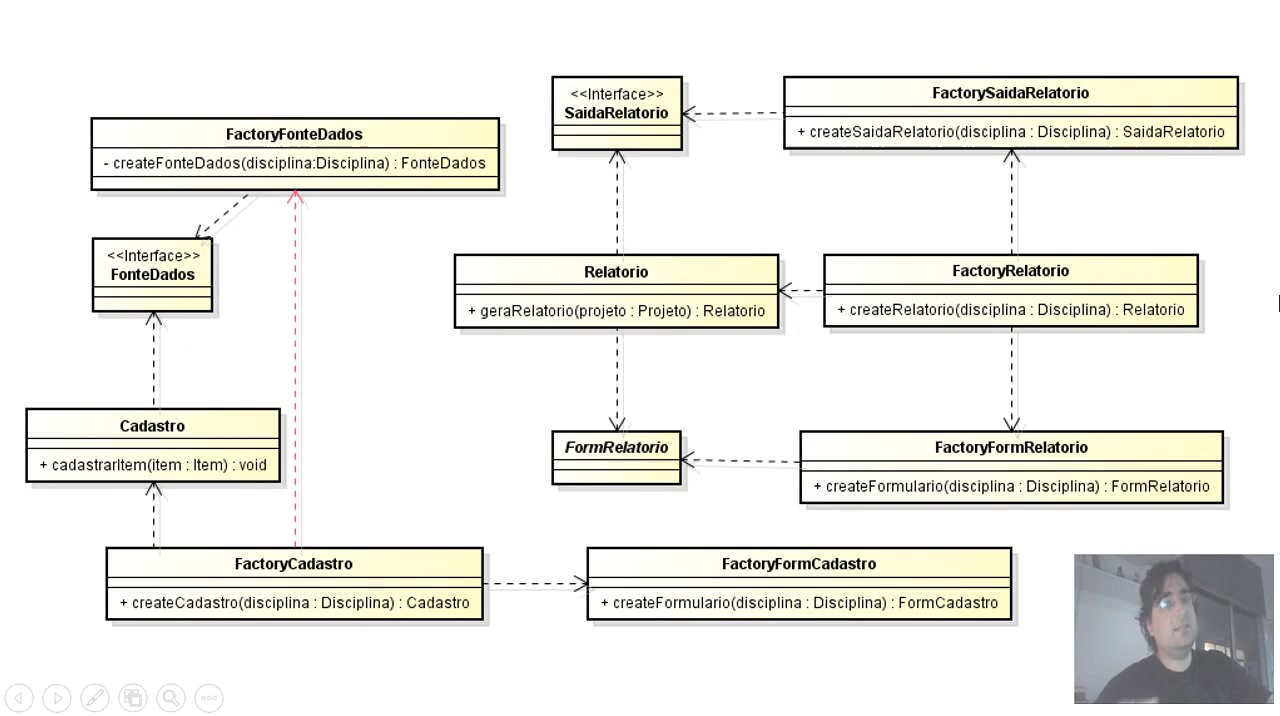 <<Interface>>
SaidaRelatorio
FactorySaidaRelatorio
+ createSaidaRelatorio(disciplina : Disciplina) : SaidaRelatorio
FactoryFonteDados
- createFonteDados(disciplina:Disciplina) : FonteDados
<<Interface>>
FonteDados
Relatorio
+ geraRelatorio(projeto : Projeto) : Relatorio
FactoryRelatorio
+ createRelatorio(disciplina : Disciplina) : Relatorio
Cadastro
+ cadastrarItem(item : Item) : void
FormRelatorio
FactoryFormRelatorio
+ createFormulario(disciplina : Disciplina) : FormRelatorio
FactoryCadastro
+ createCadastro(disciplina : Disciplina) : Cadastro
FactoryFormCadastro
+ createFormulario(disciplina : Disciplina) : FormCadastro